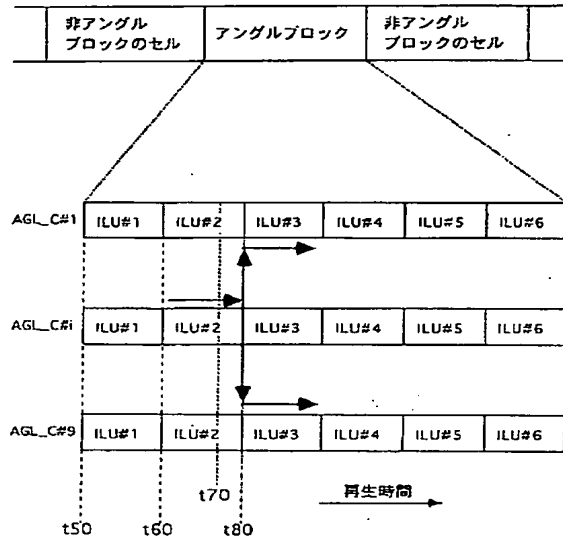 非アングル
ブロックのセル
アングルブロック
非アングル
ブロックのセル
AGL_C#1 ILU#1 ILU#2 ILU#3 ILU#4 ILU#5 ILU#6
AGL_C#i ILU#1 ILU#2 ILU#3 ILU#4 ILU#5 ILU#6
AGL_C#9 ILU#1 ILU#2 ILU#3 ILU#4 ILU#5 ILU#6
t70 再生時間
t50 t60 t80